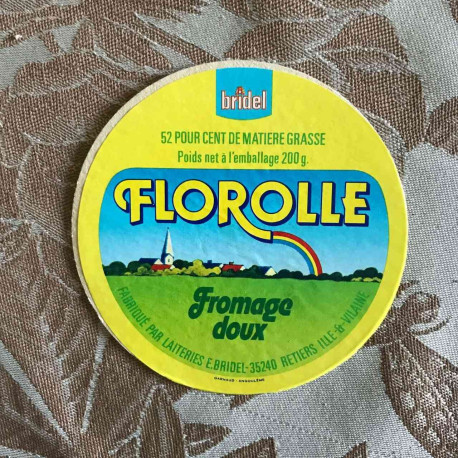 bridel
52 POUR CENT DE MATIERE GRASSE
Poids net à l'emballage 200 g.
FLOROLLE
Fromage
doux
FABRIQUÉ PAR LAITERIES E.BRIDEL-35240 RETIERS ILLE-&-VILAINE